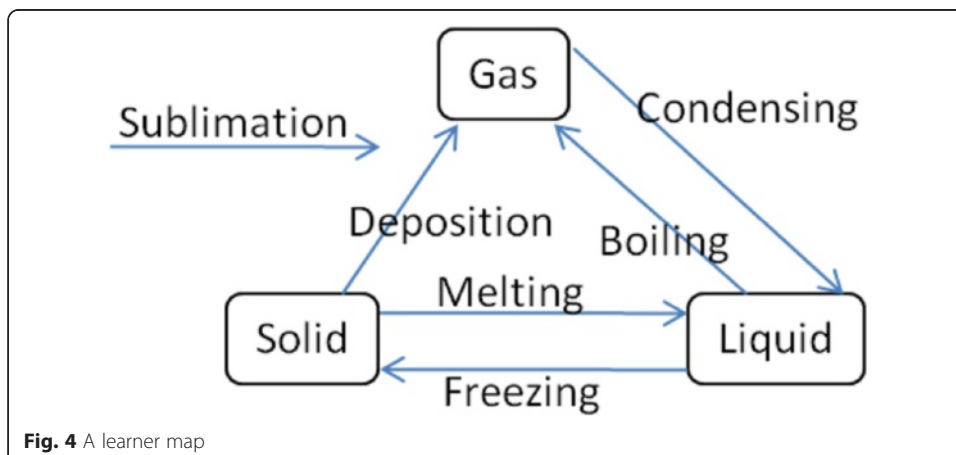 Gas
Condensing
Sublimation
Deposition
Boiling
Melting
Solid
Liquid
Freezing
Fig. 4 A learner map